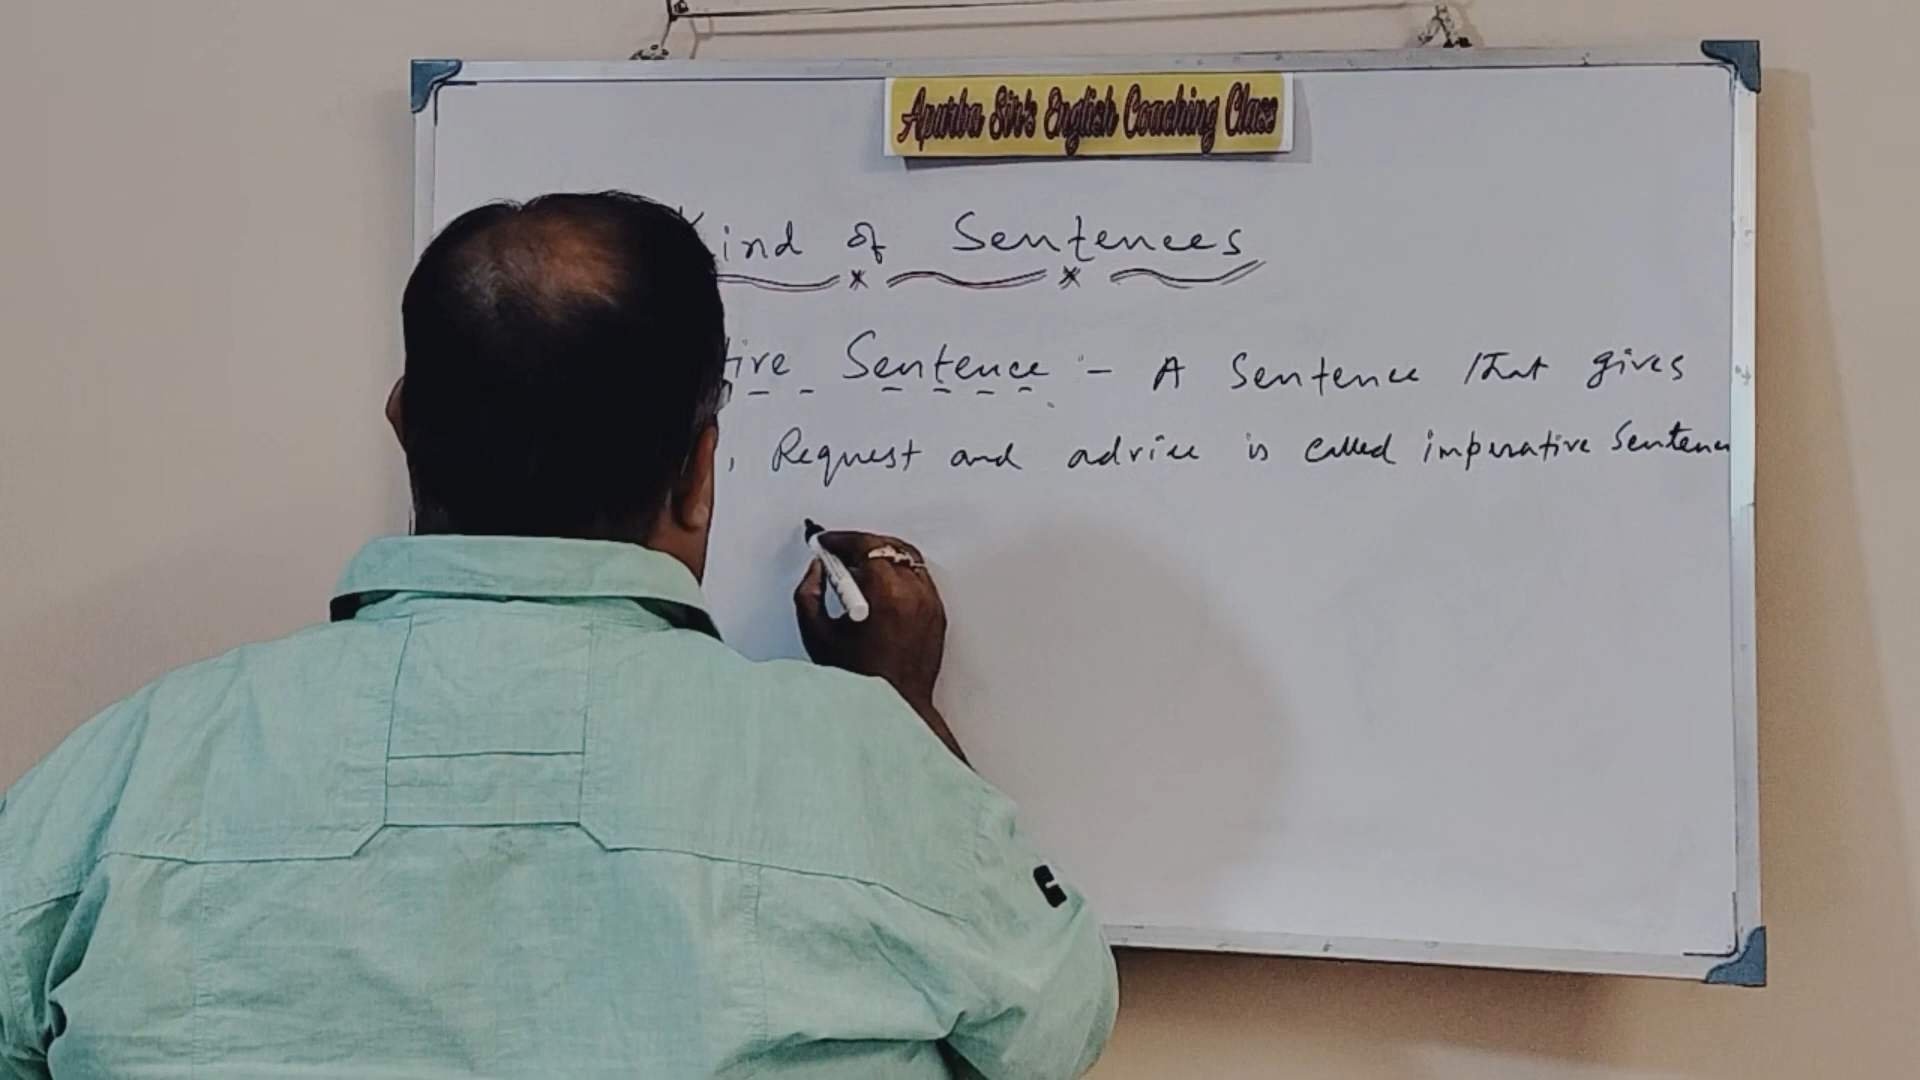 Apurba Sir's English Coaching Class
Kind of Sentences
tive Sentence :- A Sentence that gives
, Request and advice is called imperative Sentence